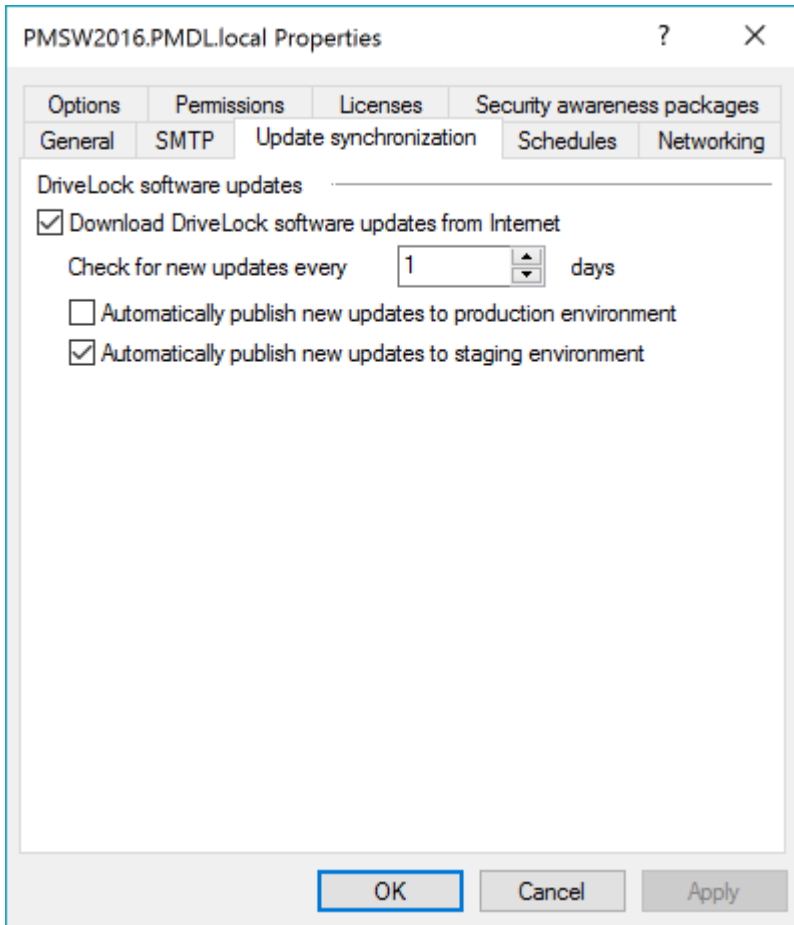 PMSW2016.PMDL.local Properties ?
Options Permissions Licenses Security awareness packages
General SMTP Update synchronization Schedules Networking
DriveLock software updates
Download DriveLock software updates from Internet
Check for new updates every 1 days
Automatically publish new updates to production environment
Automatically publish new updates to staging environment
OK Cancel Apply